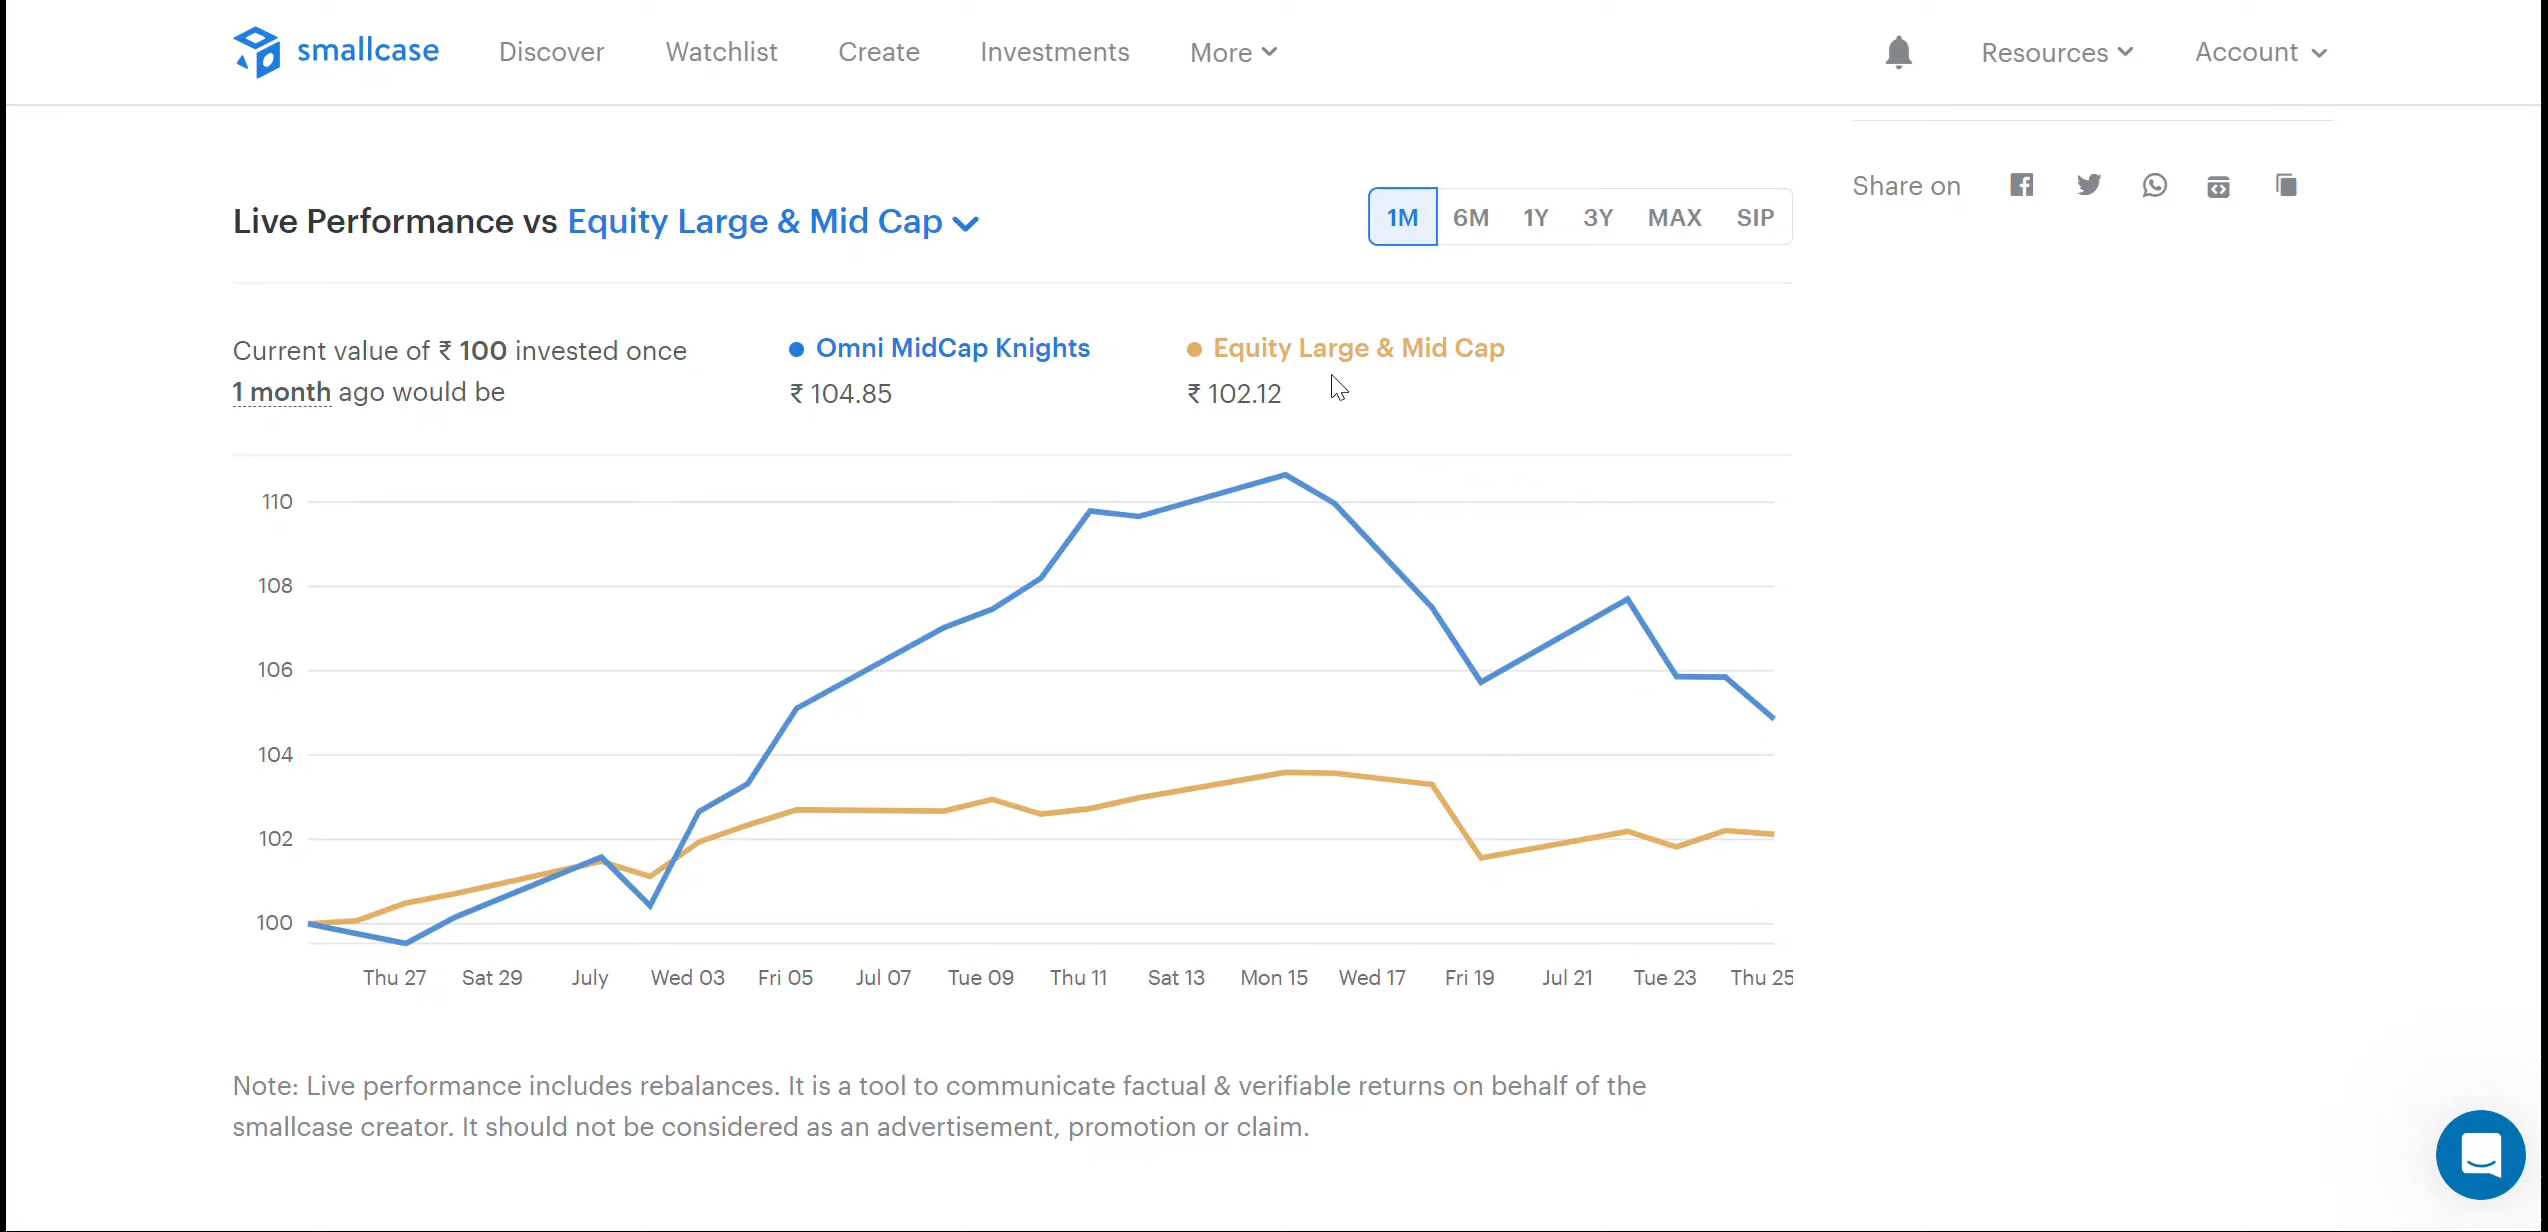 smallcase
Discover Watchlist Create Investments More
Resources Account
Share on
Live Performance vs Equity Large & Mid Cap
1M 6M 1Y 3Y MAX SIP
Current value of ₹ 100 invested once
1 month ago would be
Omni MidCap Knights
₹ 104.85
Equity Large & Mid Cap
₹ 102.12
110
108
106
104
102
100
Thu 27 Sat 29 July Wed 03 Fri 05 Jul 07 Tue 09 Thu 11 Sat 13 Mon 15 Wed 17 Fri 19 Jul 21 Tue 23 Thu 25
Note: Live performance includes rebalances. It is a tool to communicate factual & verifiable returns on behalf of the
smallcase creator. It should not be considered as an advertisement, promotion or claim.